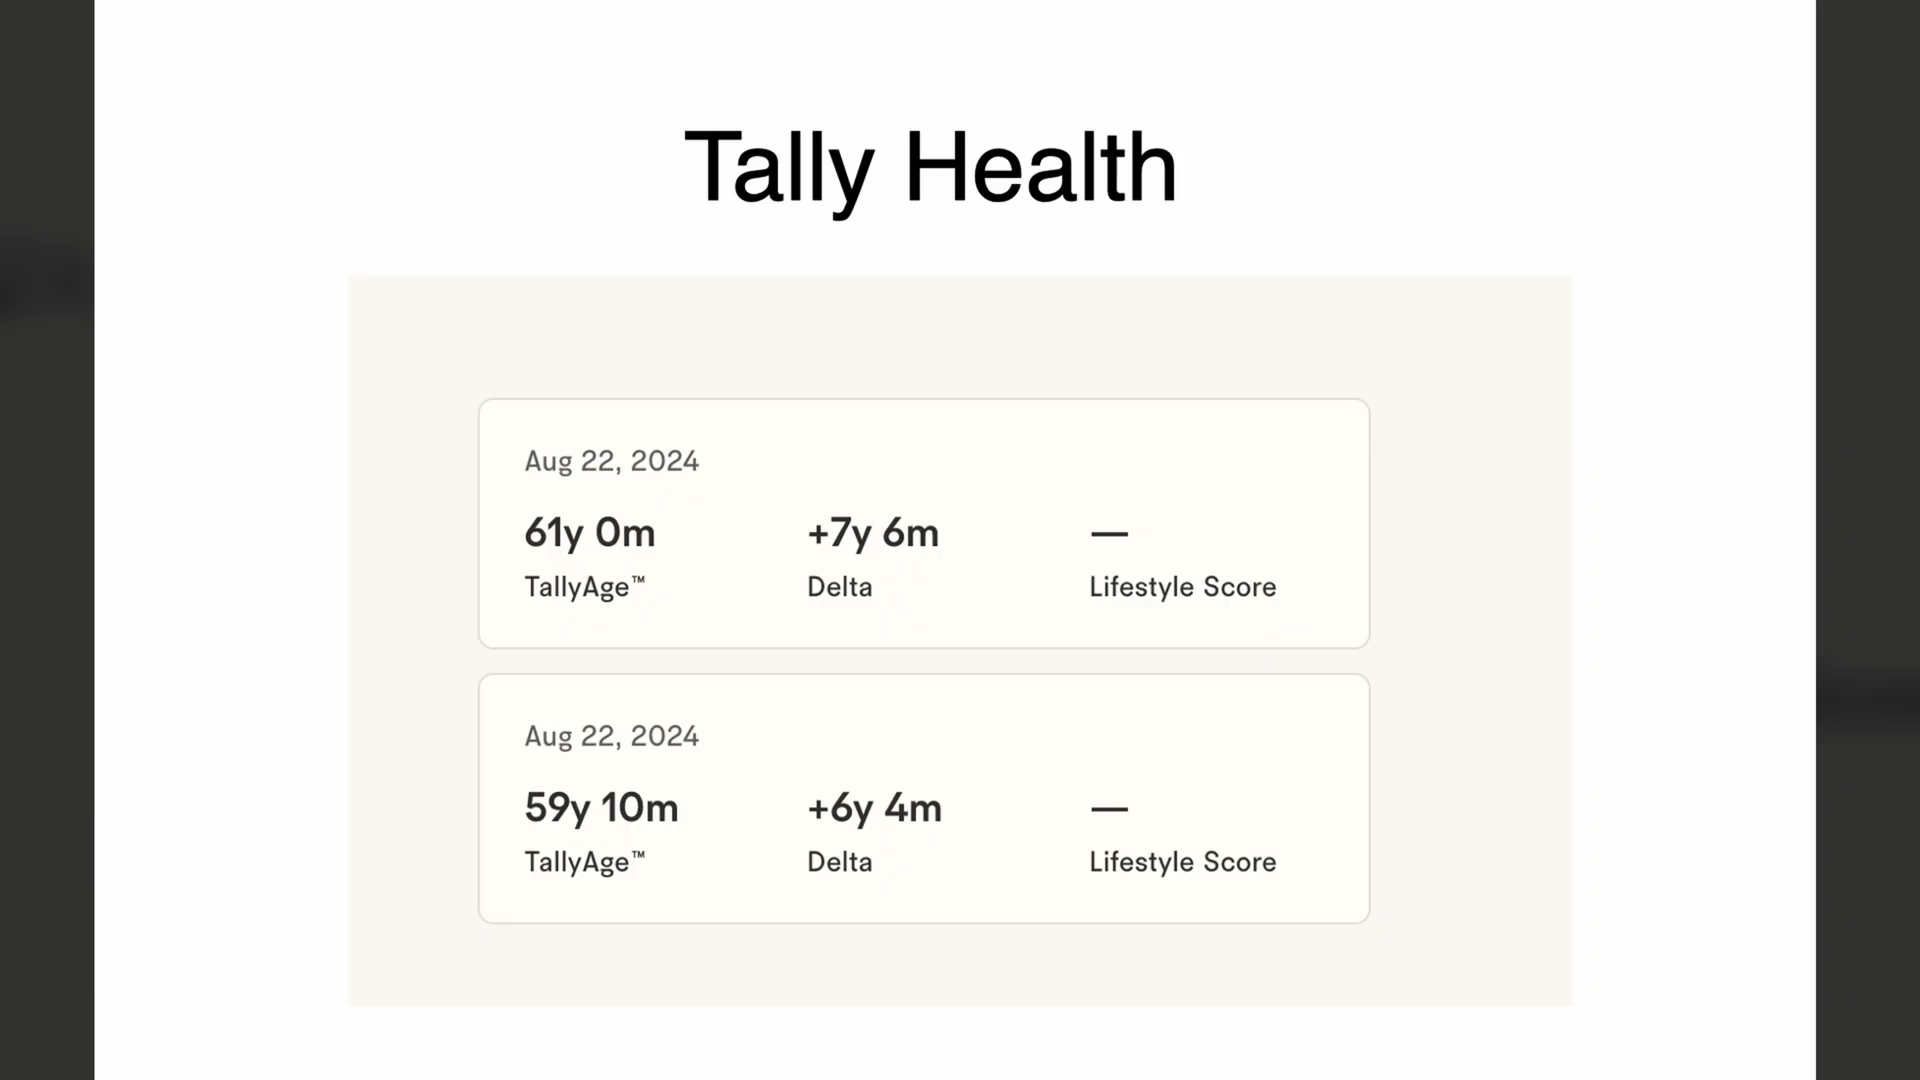 Tally Health
Aug 22, 2024
61y 0m +7y 6m —
TallyAge™ Delta Lifestyle Score
Aug 22, 2024
59y 10m +6y 4m —
TallyAge™ Delta Lifestyle Score